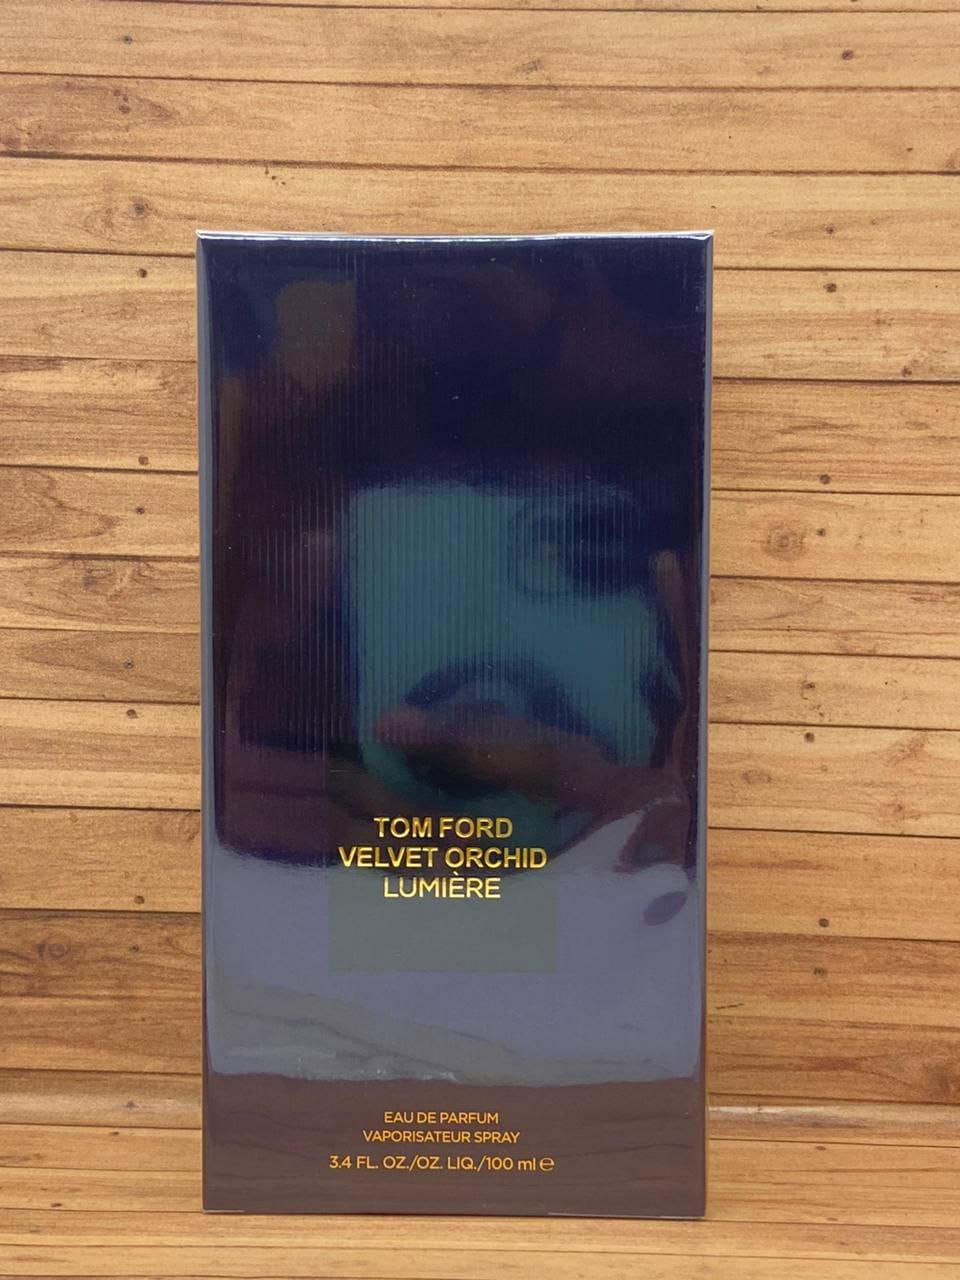 TOM FORD
VELVET ORCHID
LUMIÈRE
EAU DE PARFUM
VAPORISATEUR SPRAY
3.4 FL. OZ./OZ. LIQ./100 ml ℮